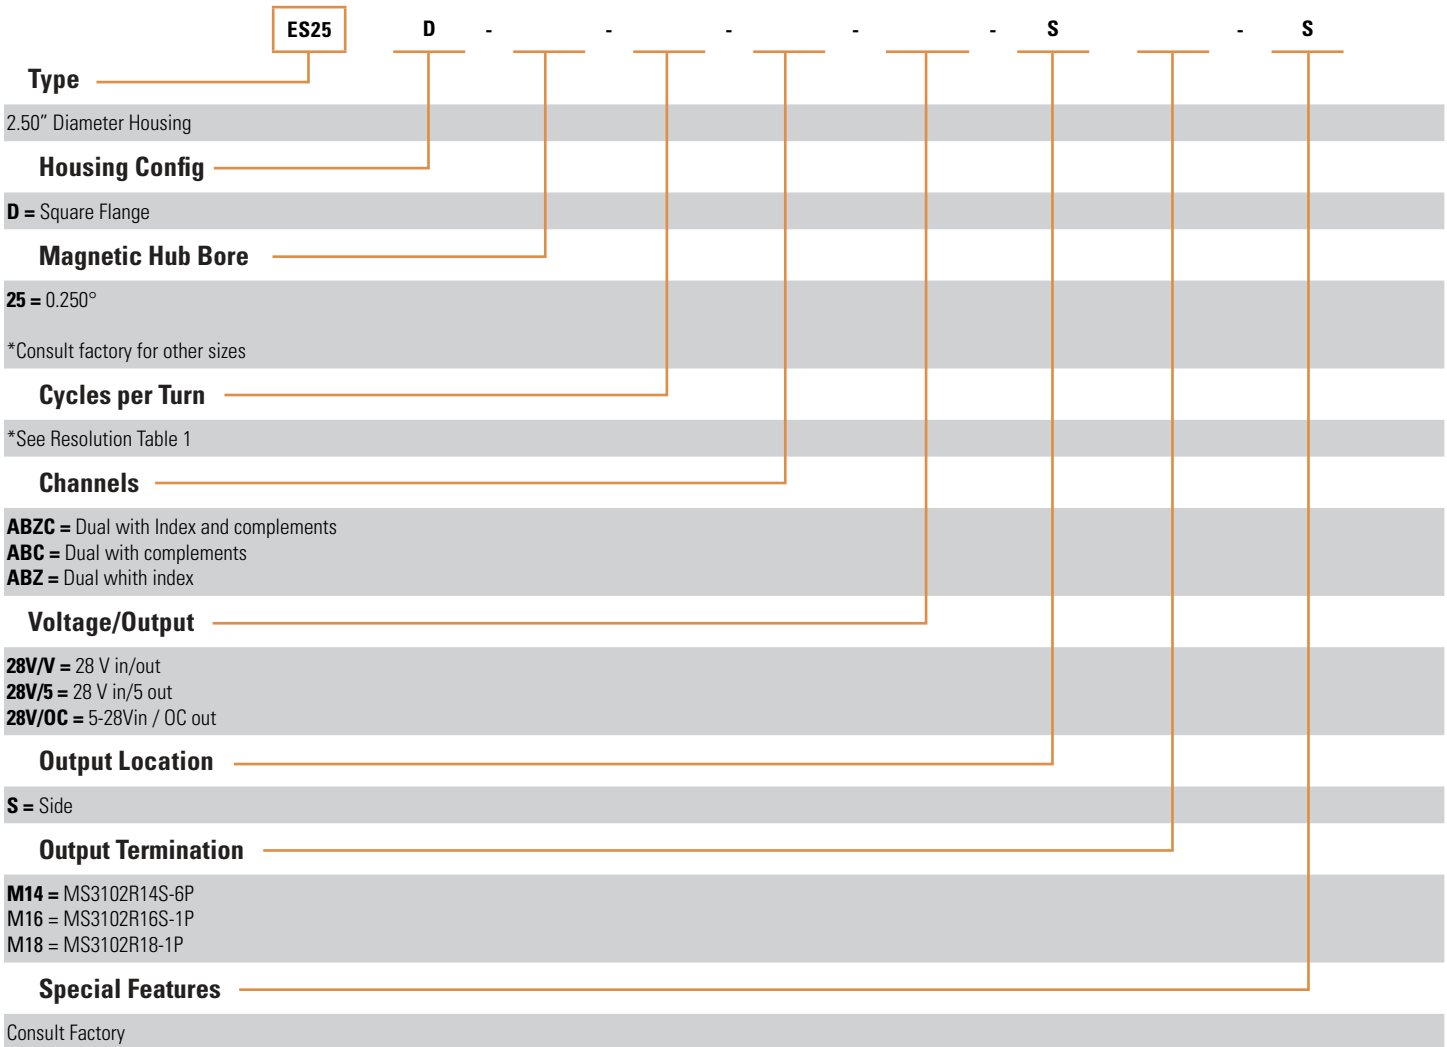 ES25 D - - - - - S - S
Type
2.50” Diameter Housing
Housing Config
D = Square Flange
Magnetic Hub Bore
25 = 0.250°
*Consult factory for other sizes
Cycles per Turn
*See Resolution Table 1
Channels
ABZC = Dual with Index and complements
ABC = Dual with complements
ABZ = Dual whith index
Voltage/Output
28V/V = 28 V in/out
28V/5 = 28 V in/5 out
28V/OC = 5-28Vin / OC out
Output Location
S = Side
Output Termination
M14 = MS3102R14S-6P
M16 = MS3102R16S-1P
M18 = MS3102R18-1P
Special Features
Consult Factory